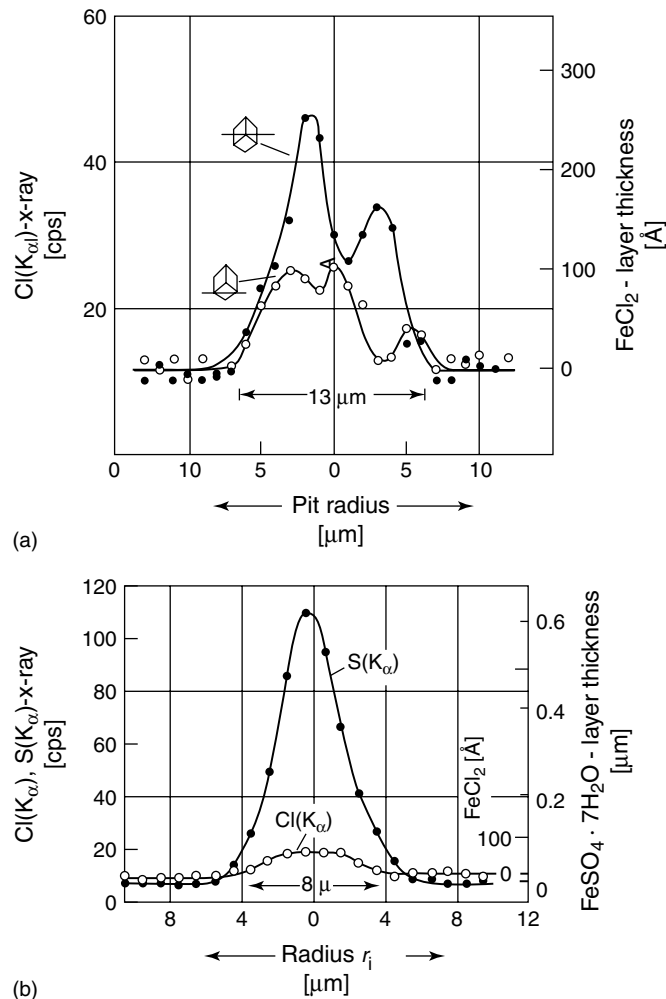 60
40
20
0
Cl(Kαl)-x-ray
[cps]
300
200
100
0
FeCl2 - layer thickness
[Å]
13 μm
0 10 5 0 5 10
Pit radius
[μm]
(a)
120
100
80
60
40
20
00
Cl(Kα), S(Kα)-x-ray
[cps]
S(Kα)
Cl(Kα)
8 μ
FeCl2 [Å]
100
0
0.6
0.4
0.2
0
FeSO4 · 7H2O - layer thickness
[μm]
8 4 0 4 8 12
Radius ri
[μm]
(b)